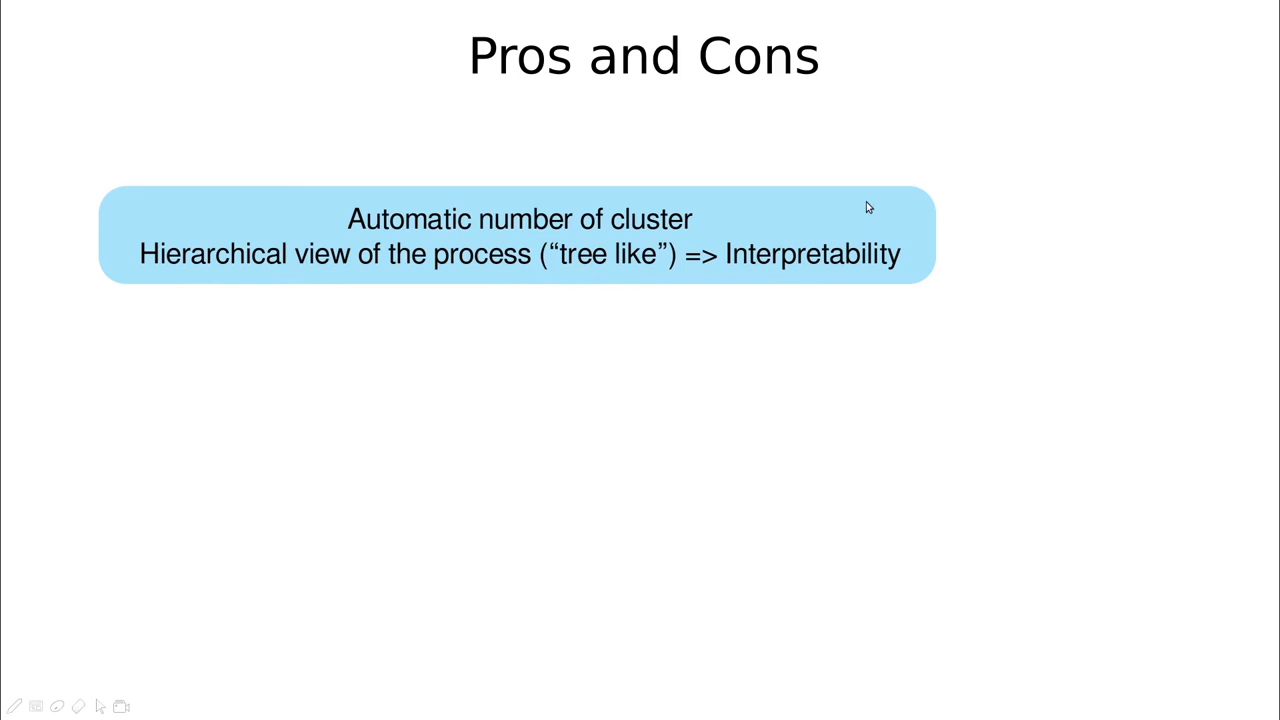 Pros and Cons
Automatic number of cluster
Hierarchical view of the process (“tree like”) => Interpretability